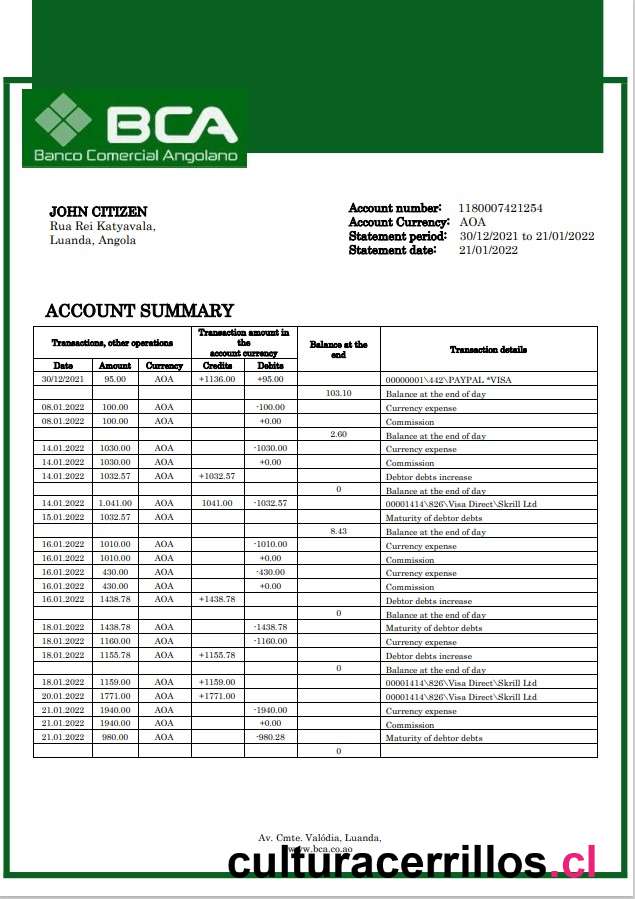 BCA
Banco Comercial Angolano
JOHN CITIZEN
Rua Rei Katyavala,
Luanda, Angola
Account number: 1180007421254
Account Currency: AOA
Statement period: 30/12/2021 to 21/01/2022
Statement date: 21/01/2022
ACCOUNT SUMMARY
Transactions, other operations Transaction amount in the account currency Balance at the end Transaction details
Date Amount Currency Credits Debits
30/12/2021 95.00 AOA +1136.00 +95.00 00000001\442\PAYPAL *VISA
103.10 Balance at the end of day
08.01.2022 100.00 AOA -100.00 Currency expense
08.01.2022 100.00 AOA +0.00 Commission
2.60 Balance at the end of day
14.01.2022 1030.00 AOA -1030.00 Currency expense
14.01.2022 1030.00 AOA +0.00 Commission
14.01.2022 1032.57 AOA +1032.57 Debtor debts increase
0 Balance at the end of day
14.01.2022 1.041.00 AOA 1041.00 -1032.57 00001414\826\Visa Direct\Skrill Ltd
15.01.2022 1032.57 AOA Maturity of debtor debts
8.43 Balance at the end of day
16.01.2022 1010.00 AOA -1010.00 Currency expense
16.01.2022 1010.00 AOA +0.00 Commission
16.01.2022 430.00 AOA -430.00 Currency expense
16.01.2022 430.00 AOA +0.00 Commission
16.01.2022 1438.78 AOA +1438.78 Debtor debts increase
0 Balance at the end of day
18.01.2022 1438.78 AOA -1438.78 Maturity of debtor debts
18.01.2022 1160.00 AOA -1160.00 Currency expense
18.01.2022 1155.78 AOA +1155.78 Debtor debts increase
0 Balance at the end of day
18.01.2022 1159.00 AOA +1159.00 00001414\826\Visa Direct\Skrill Ltd
20.01.2022 1771.00 AOA +1771.00 00001414\826\Visa Direct\Skrill Ltd
21.01.2022 1940.00 AOA -1940.00 Currency expense
21.01.2022 1940.00 AOA +0.00 Commission
21.01.2022 980.00 AOA -980.28 Maturity of debtor debts
0
Av. Cmte. Valódia, Luanda,
www.bca.co.ao
culturacerrillos.cl